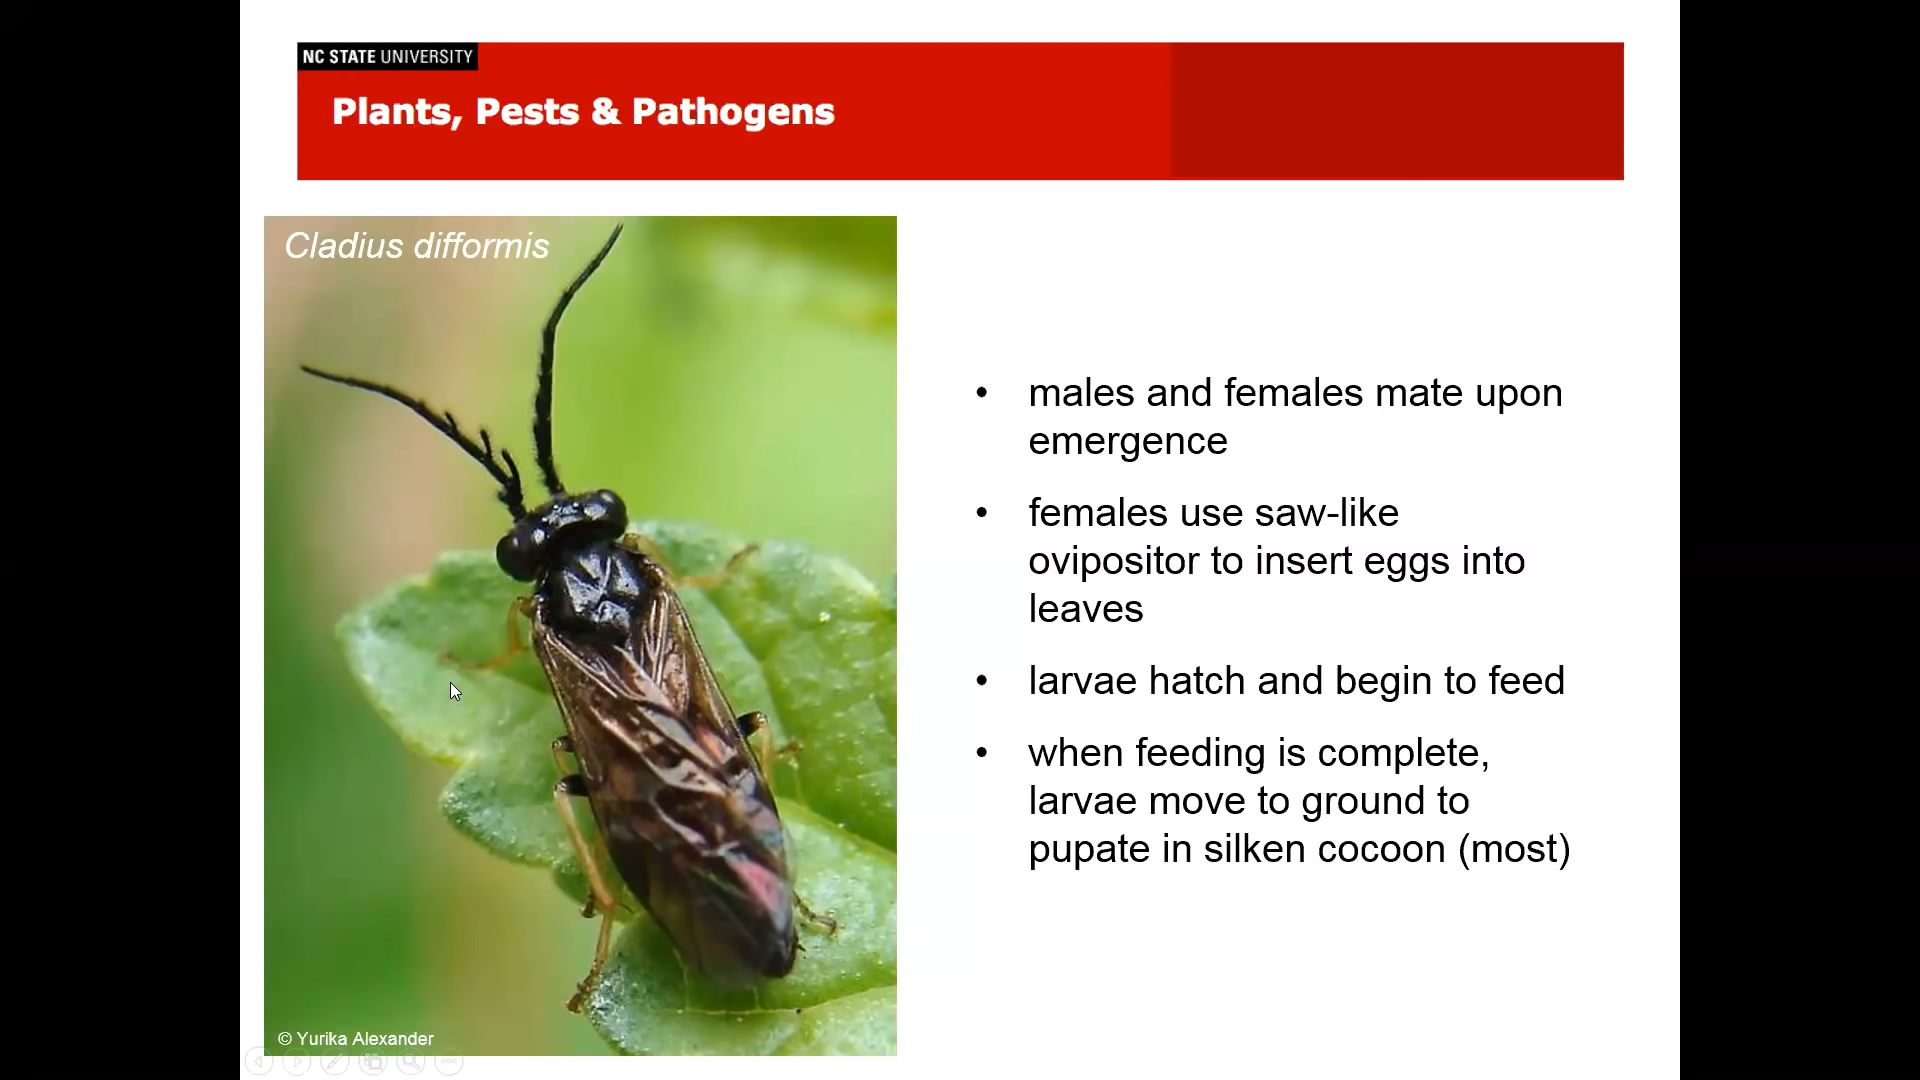 NC STATE UNIVERSITY
Plants, Pests & Pathogens
Cladius difformis
• males and females mate upon
emergence
• females use saw-like
ovipositor to insert eggs into
leaves
• larvae hatch and begin to feed
• when feeding is complete,
larvae move to ground to
pupate in silken cocoon (most)
© Yurika Alexander